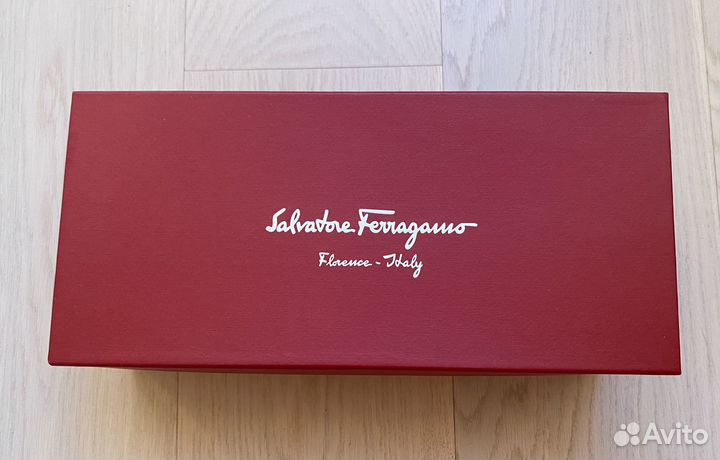 Salvatore Ferragamo
Florence - Italy
Avito